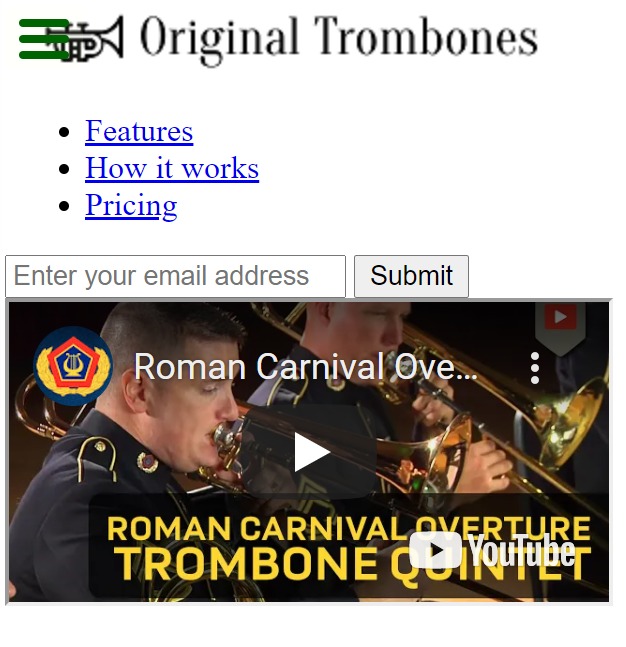 Original Trombones
Features
How it works
Pricing
Enter your email address
Submit
Roman Carnival Ove...
ROMAN CARNIVAL OVERTURE
TROMBONE QUINTET
YouTube